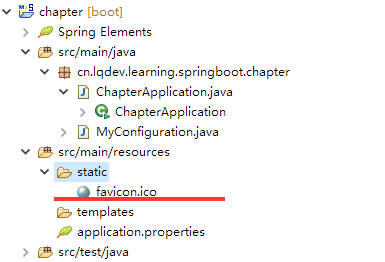 chapter [boot]
Spring Elements
src/main/java
cn.lqdev.learning.springboot.chapter
ChapterApplication.java
ChapterApplication
MyConfiguration.java
src/main/resources
static
favicon.ico
templates
application.properties
src/test/java